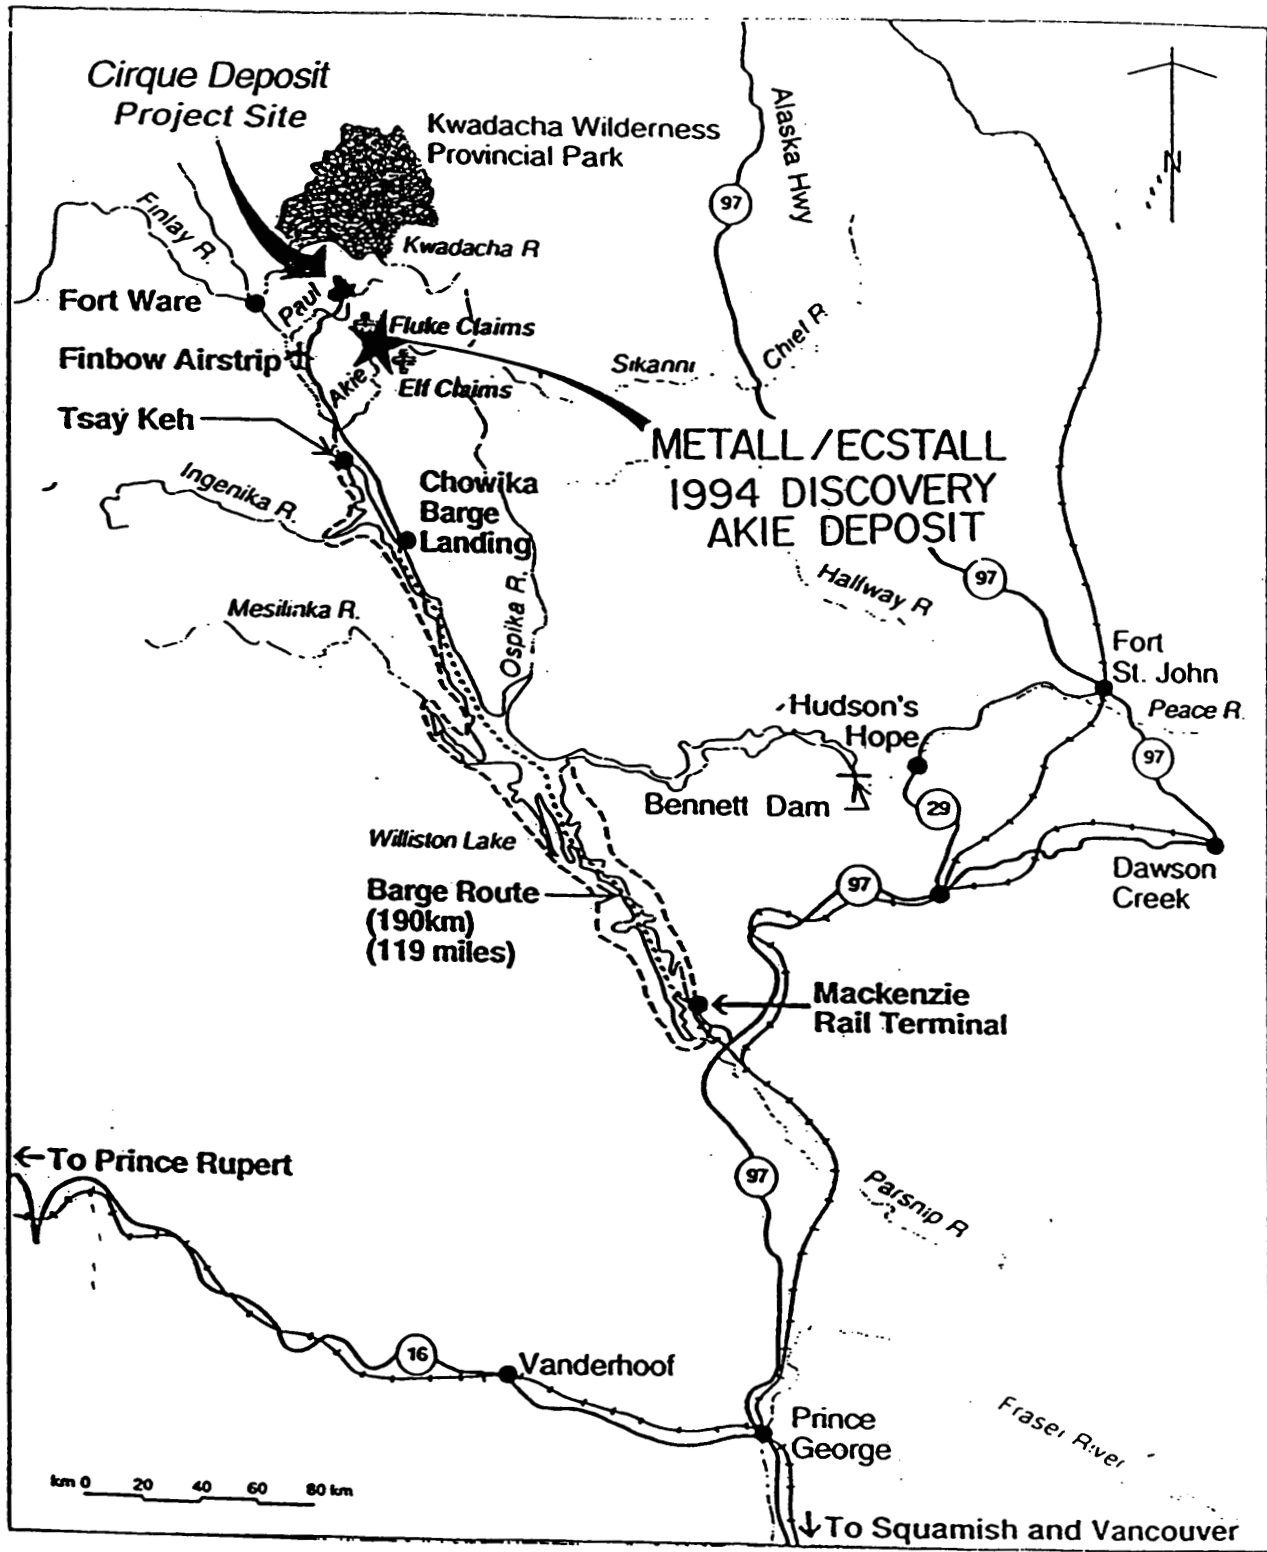 Cirque Deposit
Project Site
Kwadacha Wilderness
Provincial Park
Alaska Hwy
97
N
Finlay R.
Kwadacha R
Fort Ware
Paul
Fluke Claims
Chief R
Finbow Airstrip
Sikanni
Akie
Elf Claims
Tsay Keh
METALL/ECSTALL
1994 DISCOVERY
AKIE DEPOSIT
Ingenika R.
Chowika
Barge
Landing
97
Halfway R
Mesilinka R.
Ospika R.
Fort
St. John
Hudson's
Hope
Peace R.
97
Bennett Dam
29
Williston Lake
Dawson
Creek
97
Barge Route
(190km)
(119 miles)
Mackenzie
Rail Terminal
To Prince Rupert
97
Parsnip R
16
Vanderhoof
Prince
George
Fraser River
km 0 20 40 60 80 km
To Squamish and Vancouver